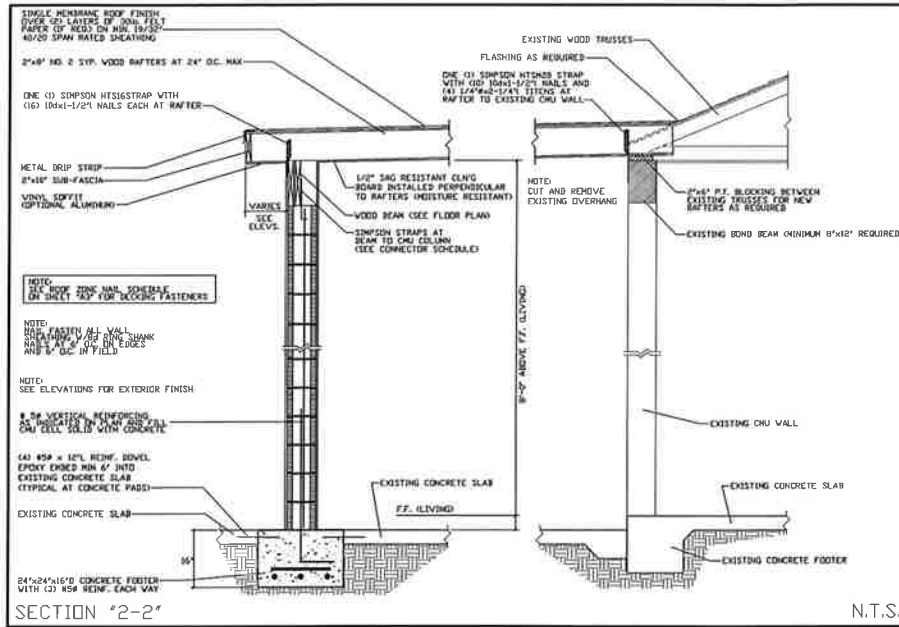 SINGLE-MEMBRANE ROOF FINISH
OVER (2) LAYERS OF 30lb. FELT
PAPER (IF REQ.) ON MIN. 19/32"
40/20 SPAN RATED SHEATHING
2"x8" NO. 2 SYP. WOOD RAFTERS AT 24" O.C. MAX
ONE (1) SIMPSON HTS16STRAP WITH
(16) 10dx1-1/2"l NAILS EACH AT RAFTER
METAL DRIP STRIP
2"x10" SUB-FASCIA
VINYL SOFFIT
(OPTIONAL ALUMINUM)
VARIES
SEE
ELEVS.
1/2" SAG RESISTANT CLN'G
BOARD INSTALLED PERPENDICULAR
TO RAFTERS (MOISTURE RESISTANT)
WOOD BEAM (SEE FLOOR PLAN)
SIMPSON STRAPS AT
BEAM TO CMU COLUMN
(SEE CONNECTOR SCHEDULE)
NOTE:
SEE ROOF ZONE NAIL SCHEDULE
ON SHEET "A3" FOR DECKING FASTENERS
NOTE:
NAIL FASTEN ALL WALL
SHEATHING W/8d RING SHANK
NAILS AT 6" O.C. ON EDGES
AND 6" O.C. IN FIELD
NOTE:
SEE ELEVATIONS FOR EXTERIOR FINISH
VERTICAL REINFORCING
AS INDICATED ON PLAN AND FILL
CMU CELL SOLID WITH CONCRETE
(4) #5# x 12"L REINF. DOWEL
EPOXY EMBED MIN 6" INTO
EXISTING CONCRETE SLAB
(TYPICAL AT CONCRETE PADS)
EXISTING CONCRETE SLAB
16"
24"x24"x16"D CONCRETE FOOTER
WITH (3) #5# REINF. EACH WAY
EXISTING CONCRETE SLAB
F.F. (LIVING)
8'-0" ABOVE F.F. (LIVING)
EXISTING WOOD TRUSSES
FLASHING AS REQUIRED
ONE (1) SIMPSON HTSM20 STRAP
WITH (10) 10dx1-1/2"l NAILS AND
(4) 1/4"#x2-1/4"l TITENS AT
RAFTER TO EXISTING CMU WALL
NOTE:
CUT AND REMOVE
EXISTING OVERHANG
2"x6" P.T. BLOCKING BETWEEN
EXISTING TRUSSES FOR NEW
RAFTERS AS REQUIRED
EXISTING BOND BEAM (MINIMUM 8"x12" REQUIRED)
EXISTING CMU WALL
EXISTING CONCRETE SLAB
EXISTING CONCRETE FOOTER
SECTION "2-2"
N.T.S.